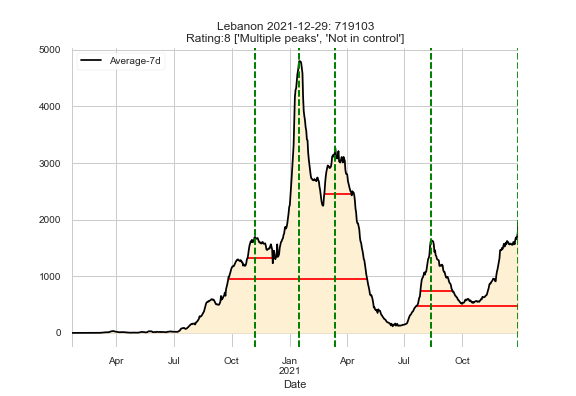 Lebanon 2021-12-29: 719103
Rating:8 ['Multiple peaks', 'Not in control']
5000
Average-7d
4000
3000
2000
1000
0
Apr Jul Oct Jan Apr Jul Oct
2021
Date